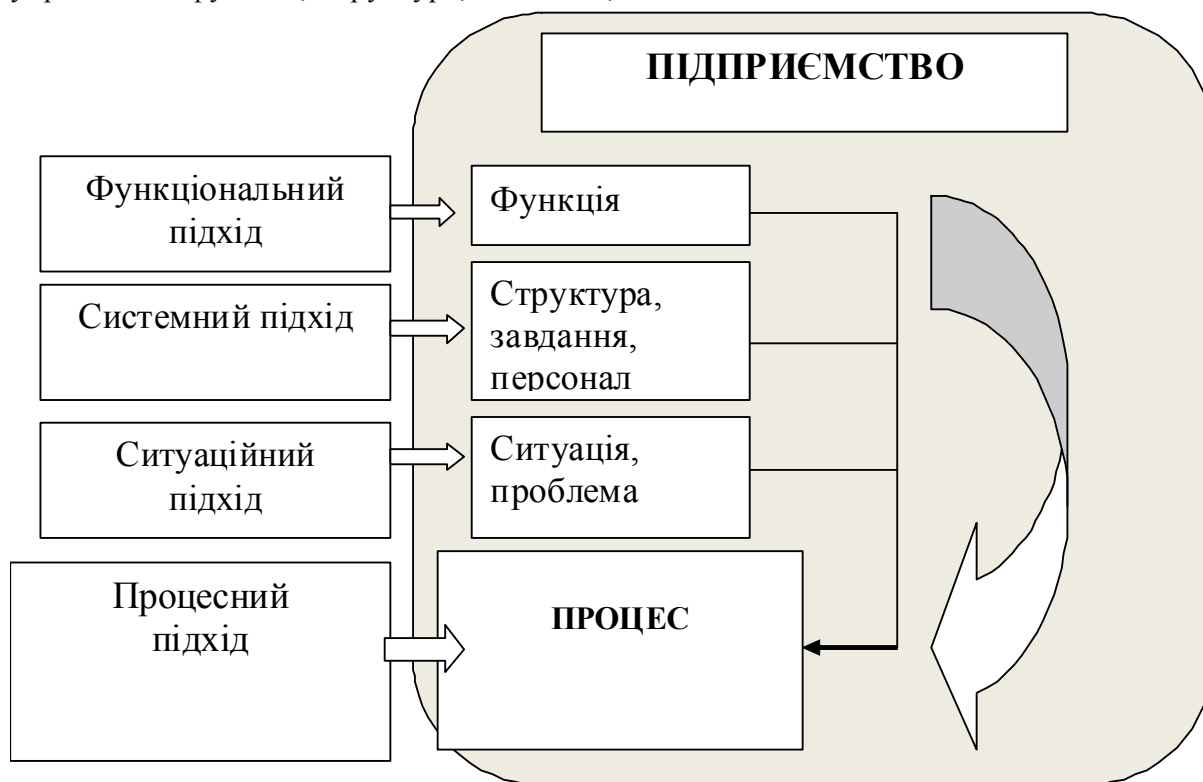 ПІДПРИЄМСТВО
Функціональний
підхід
Функція
Системний підхід
Структура,
завдання,
персонал
Ситуаційний
підхід
Ситуація,
проблема
Процесний
підхід
ПРОЦЕС